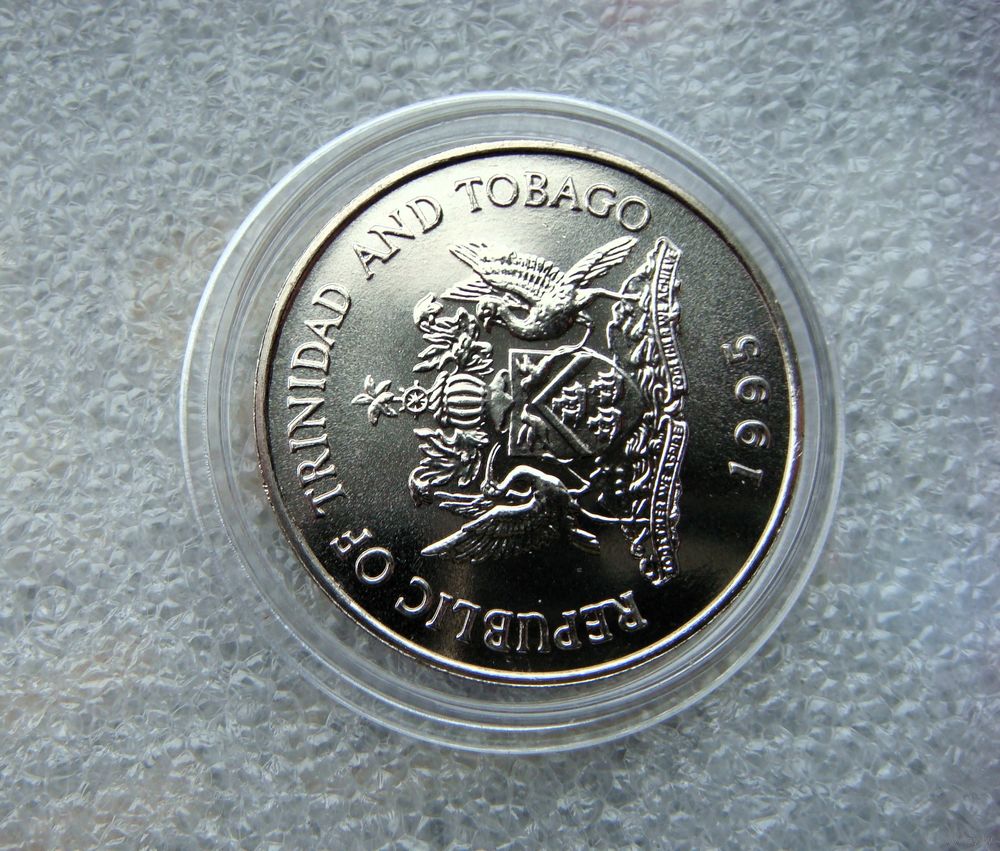 REPUBLIC OF TRINIDAD AND TOBAGO
TOGETHER WE ASPIRE
TOGETHER WE ACHIEVE
1995